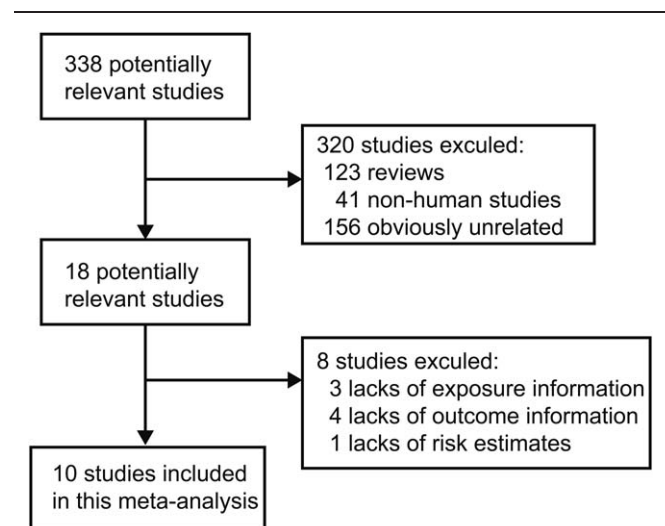 338 potentially
relevant studies
320 studies exculed:
123 reviews
41 non-human studies
156 obviously unrelated
18 potentially
relevant studies
8 studies exculed:
3 lacks of exposure information
4 lacks of outcome information
1 lacks of risk estimates
10 studies included
in this meta-analysis